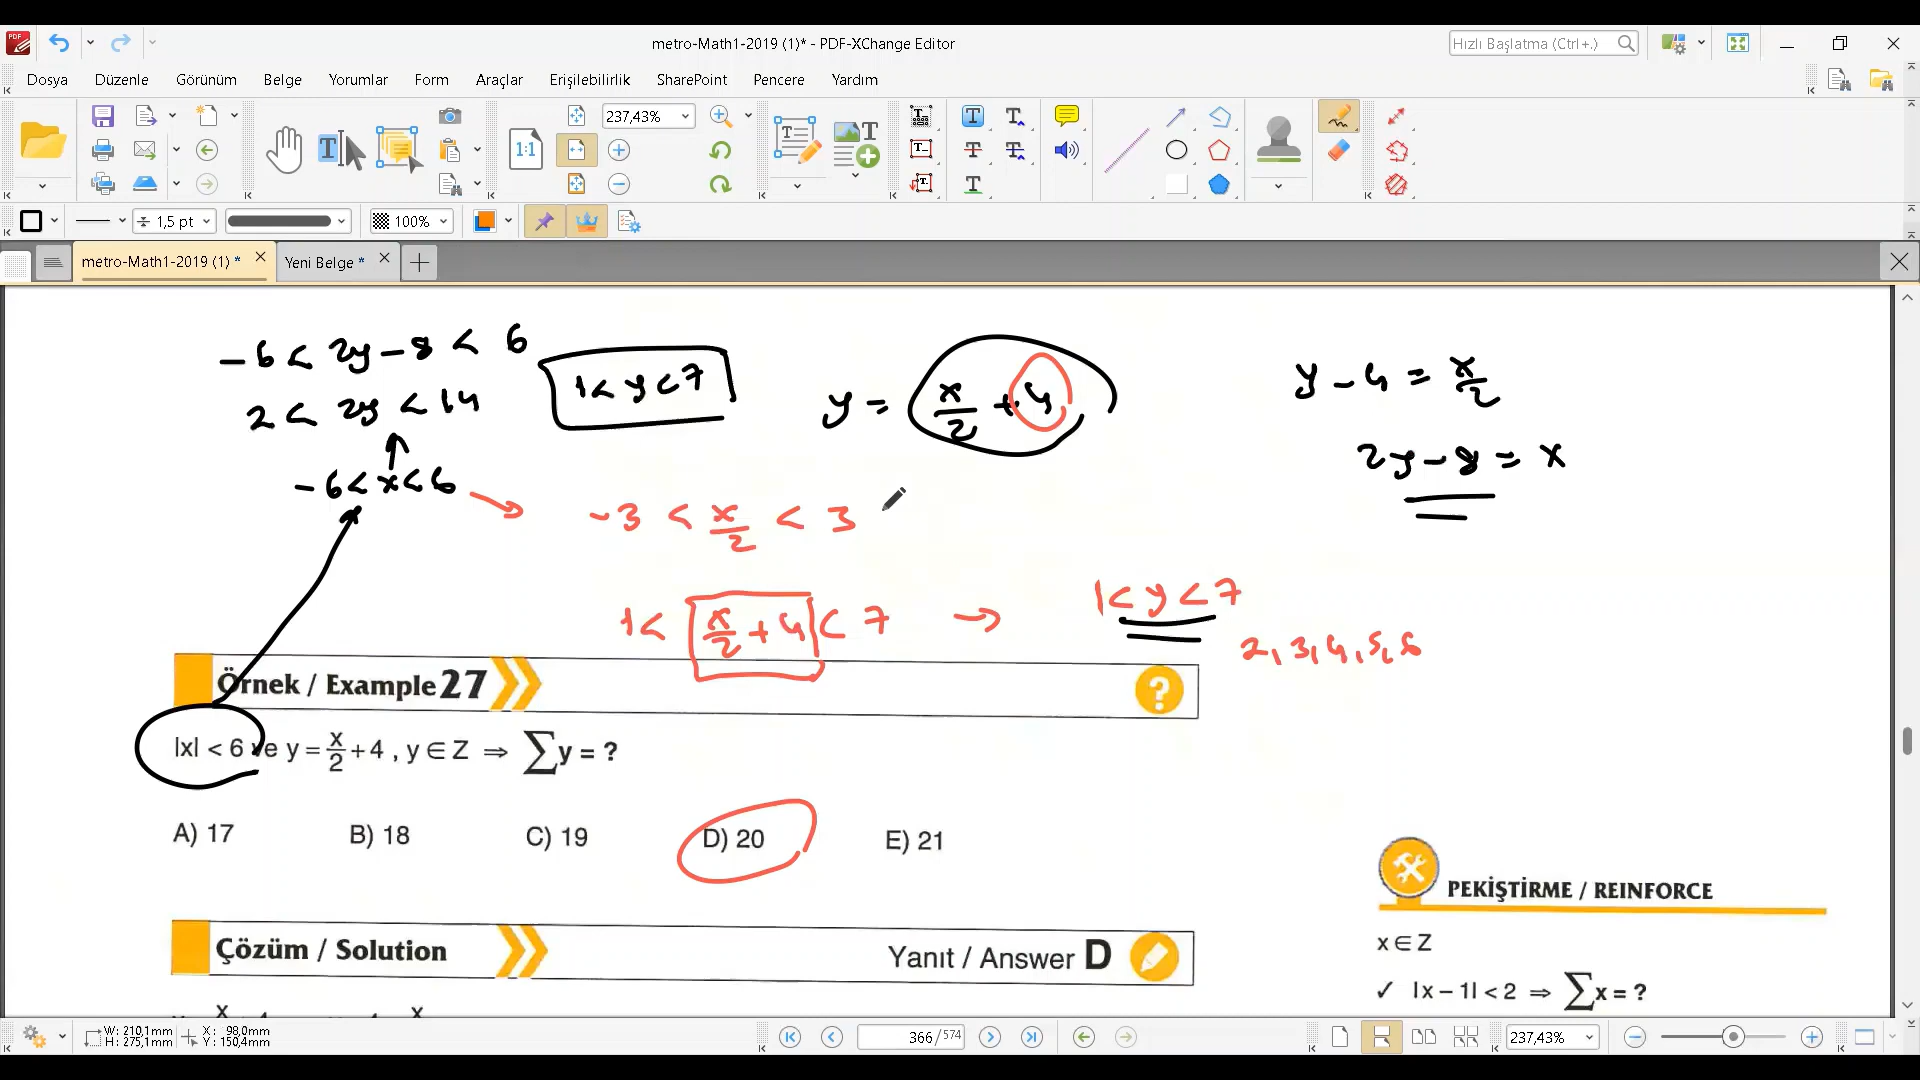 metro-Math1-2019 (1)* - PDF-XChange Editor
Hızlı Başlatma (Ctrl+.)
Dosya Düzenle Görünüm Belge Yorumlar Form Araçlar Erişilebilirlik SharePoint Pencere Yardım
237,43%
1:1
1,5 pt
100%
metro-Math1-2019 (1) *
Yeni Belge *
-6 < 2y - 8 < 6
2 < 2y < 14
1 < y < 7
-6 < x < 6
y = x/2 + 4
y - 4 = x/2
2y - 8 = x
-3 < x/2 < 3
1 < x/2 + 4 < 7 → 1 < y < 7
2, 3, 4, 5, 6
Örnek / Example 27
?
|x| < 6 ve y = x/2 + 4 , y ∈ Z ⇒ ∑y = ?
A) 17 B) 18 C) 19 D) 20 E) 21
Çözüm / Solution
Yanıt / Answer D
PEKİŞTİRME / REINFORCE
x ∈ Z
✓ |x – 1| < 2 ⇒ ∑x = ?
W: 210,1mm
H: 275,1mm
X: 98,0mm
Y: 150,4mm
366 / 574
237,43%